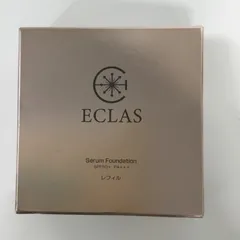 ECLAS
Serum Foundation
レフィル